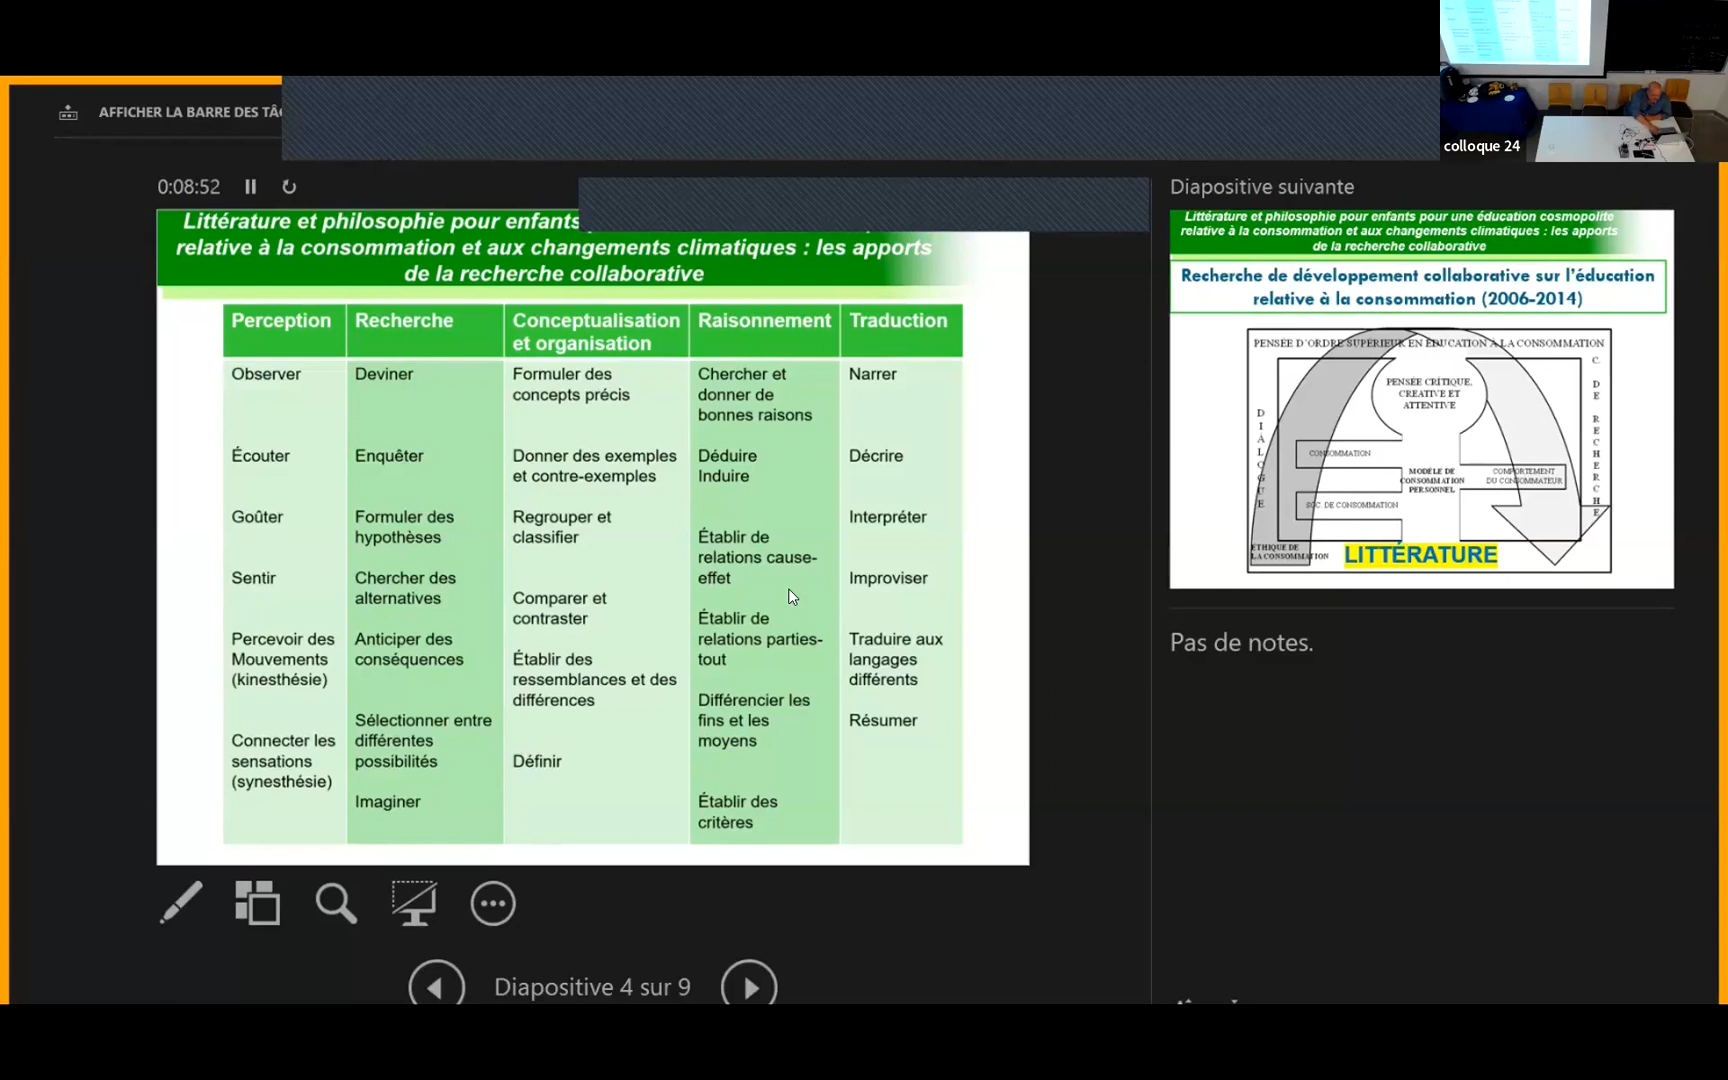 AFFICHER LA BARRE DES TÂ
colloque 24
0:08:52
Littérature et philosophie pour enfants
relative à la consommation et aux changements climatiques : les apports
de la recherche collaborative
Perception
Observer
Écouter
Goûter
Sentir
Percevoir des
Mouvements
(kinesthésie)
Connecter les
sensations
(synesthésie)
Recherche
Deviner
Enquêter
Formuler des
hypothèses
Chercher des
alternatives
Anticiper des
conséquences
Sélectionner entre
différentes
possibilités
Imaginer
Conceptualisation
et organisation
Formuler des
concepts précis
Donner des exemples
et contre-exemples
Regrouper et
classifier
Comparer et
contraster
Établir des
ressemblances et des
différences
Définir
Raisonnement
Chercher et
donner de
bonnes raisons
Déduire
Induire
Établir de
relations cause-
effet
Établir de
relations parties-
tout
Différencier les
fins et les
moyens
Établir des
critères
Traduction
Narrer
Décrire
Interpréter
Improviser
Traduire aux
langages
différents
Résumer
Diapositive 4 sur 9
Diapositive suivante
Littérature et philosophie pour enfants pour une éducation cosmopolite
relative à la consommation et aux changements climatiques : les apports
de la recherche collaborative
Recherche de développement collaborative sur l'éducation
relative à la consommation (2006-2014)
PENSÉE D'ORDRE SUPÉRIEUR EN ÉDUCATION À LA CONSOMMATION
PENSÉE CRITIQUE,
CREATIVE ET
ATTENTIVE
DIALOGUE
C. DE RECHERCHE
CONSOMMATION
MODÈLE DE
CONSOMMATION
PERSONNEL
COMPORTEMENT
DU CONSOMMATEUR
SOC. DE CONSOMMATION
ÉTHIQUE DE
LA CONSOMMATION
LITTÉRATURE
Pas de notes.